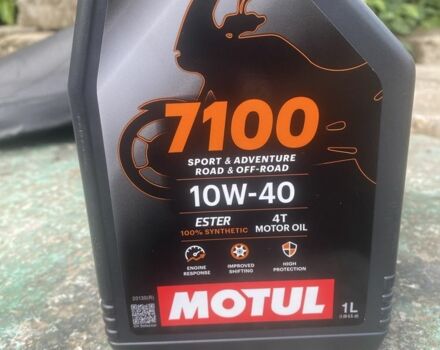 7100
SPORT & ADVENTURE
ROAD & OFF-ROAD
10W-40
ESTER
100% SYNTHETIC
4T
MOTOR OIL
ENGINE
RESPONSE
IMPROVED
SHIFTING
HIGH
PROTECTION
MOTUL
1L